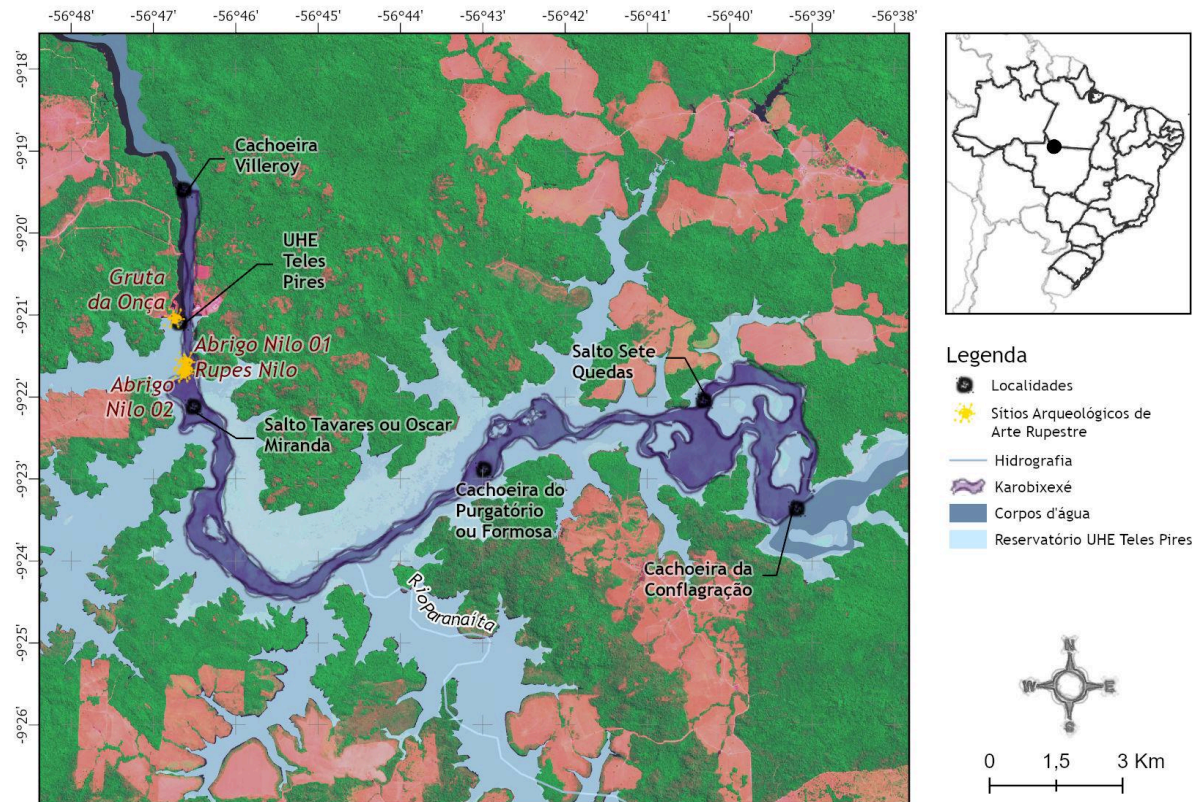 -56°48' -56°47' -56°46' -56°45' -56°44' -56°43' -56°42' -56°41' -56°40' -56°39' -56°38'
-9°18'
-9°19'
-9°20'
-9°21'
-9°22'
-9°23'
-9°24'
-9°25'
-9°26'
Cachoeira
Villeroy
UHE
Teles
Pires
Gruta
da Onça
Abrigo Nilo 01
Rupes Nilo
Abrigo
Nilo 02
Salto Tavares ou Oscar
Miranda
Salto Sete
Quedas
Cachoeira do
Purgatório
ou Formosa
Cachoeira da
Conflagração
Rio Paranaíta
Legenda
Localidades
Sítios Arqueológicos de
Arte Rupestre
Hidrografia
Karobixexé
Corpos d'água
Reservatório UHE Teles Pires
N
W E
S
0 1,5 3 Km